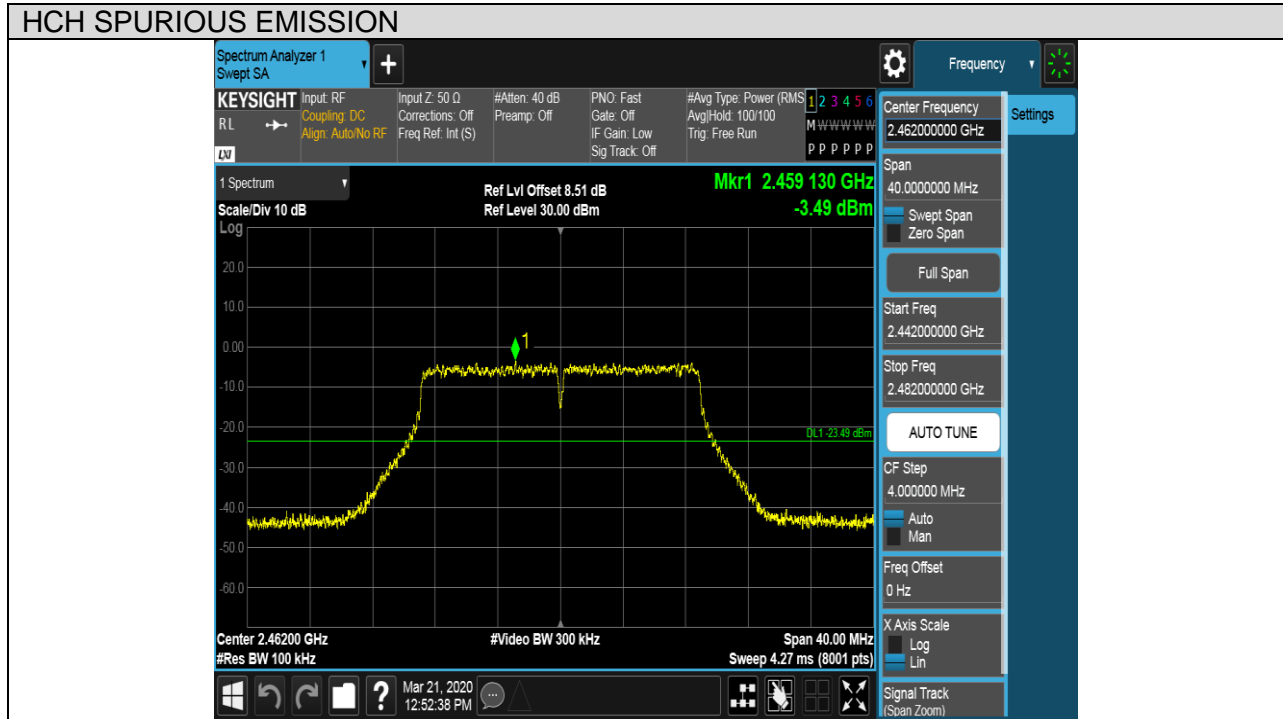 HCH SPURIOUS EMISSION
Spectrum Analyzer 1
Swept SA
+
Frequency
KEYSIGHT
RL
LXI
Input: RF
Coupling: DC
Align: Auto/No RF
Input Z: 50 Ω
Corrections: Off
Freq Ref: Int (S)
#Atten: 40 dB
Preamp: Off
PNO: Fast
Gate: Off
IF Gain: Low
Sig Track: Off
#Avg Type: Power (RMS
Avg|Hold: 100/100
Trig: Free Run
1 2 3 4 5 6
M W W W W W
P P P P P P
1 Spectrum
Scale/Div 10 dB
Log
Ref Lvl Offset 8.51 dB
Ref Level 30.00 dBm
Mkr1 2.459 130 GHz
-3.49 dBm
20.0
10.0
0.00
-10.0
-20.0
-30.0
-40.0
-50.0
-60.0
1
DL1 -23.49 dBm
Center 2.46200 GHz
#Res BW 100 kHz
#Video BW 300 kHz
Span 40.00 MHz
Sweep 4.27 ms (8001 pts)
Center Frequency
2.462000000 GHz
Settings
Span
40.0000000 MHz
Swept Span
Zero Span
Full Span
Start Freq
2.442000000 GHz
Stop Freq
2.482000000 GHz
AUTO TUNE
CF Step
4.000000 MHz
Auto
Man
Freq Offset
0 Hz
X Axis Scale
Log
Lin
Signal Track
(Span Zoom)
?
Mar 21, 2020
12:52:38 PM